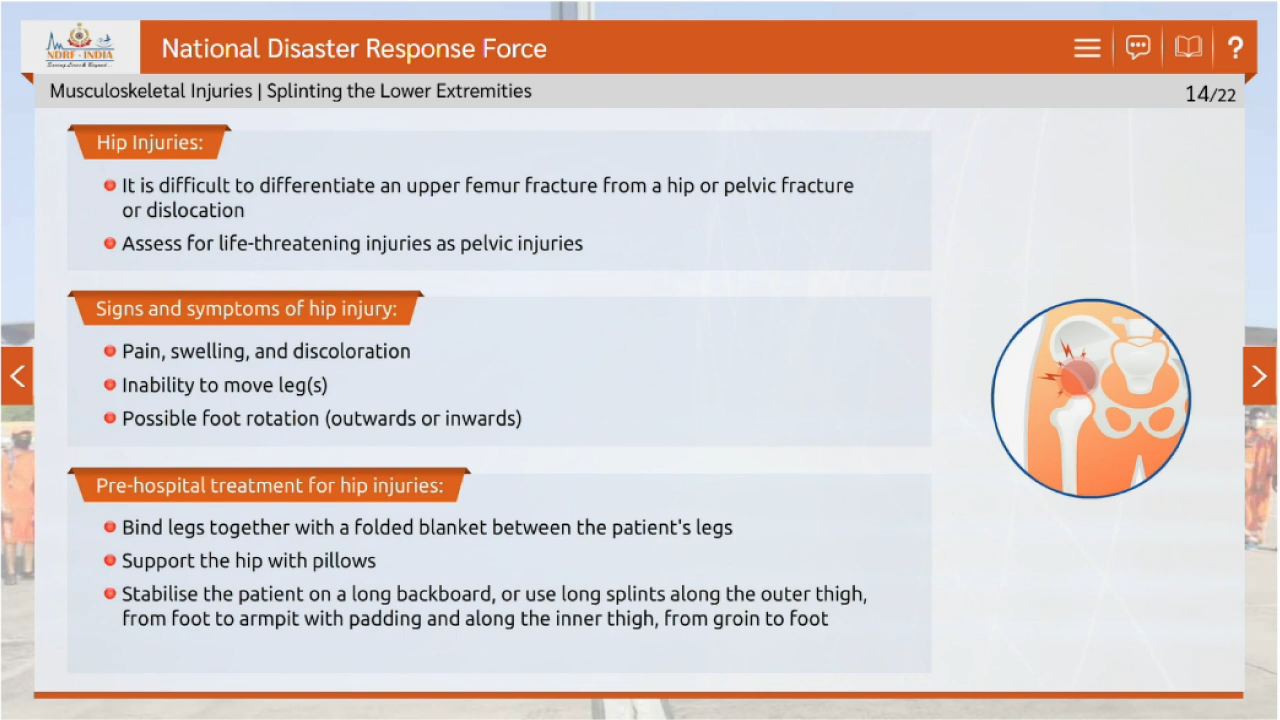 NDRF - INDIA
National Disaster Response Force
?
Musculoskeletal Injuries | Splinting the Lower Extremities
14/22
Hip Injuries:
It is difficult to differentiate an upper femur fracture from a hip or pelvic fracture
or dislocation
Assess for life-threatening injuries as pelvic injuries
Signs and symptoms of hip injury:
Pain, swelling, and discoloration
Inability to move leg(s)
Possible foot rotation (outwards or inwards)
Pre-hospital treatment for hip injuries:
Bind legs together with a folded blanket between the patient's legs
Support the hip with pillows
Stabilise the patient on a long backboard, or use long splints along the outer thigh,
from foot to armpit with padding and along the inner thigh, from groin to foot